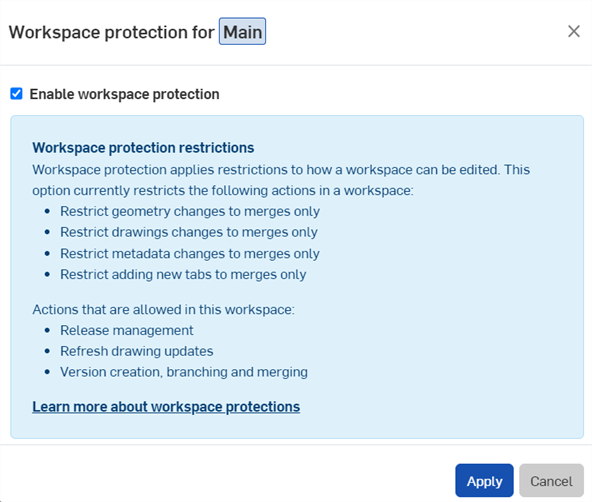 Workspace protection for Main
Enable workspace protection
Workspace protection restrictions
Workspace protection applies restrictions to how a workspace can be edited. This
option currently restricts the following actions in a workspace:
• Restrict geometry changes to merges only
• Restrict drawings changes to merges only
• Restrict metadata changes to merges only
• Restrict adding new tabs to merges only
Actions that are allowed in this workspace:
• Release management
• Refresh drawing updates
• Version creation, branching and merging
Learn more about workspace protections
Apply Cancel